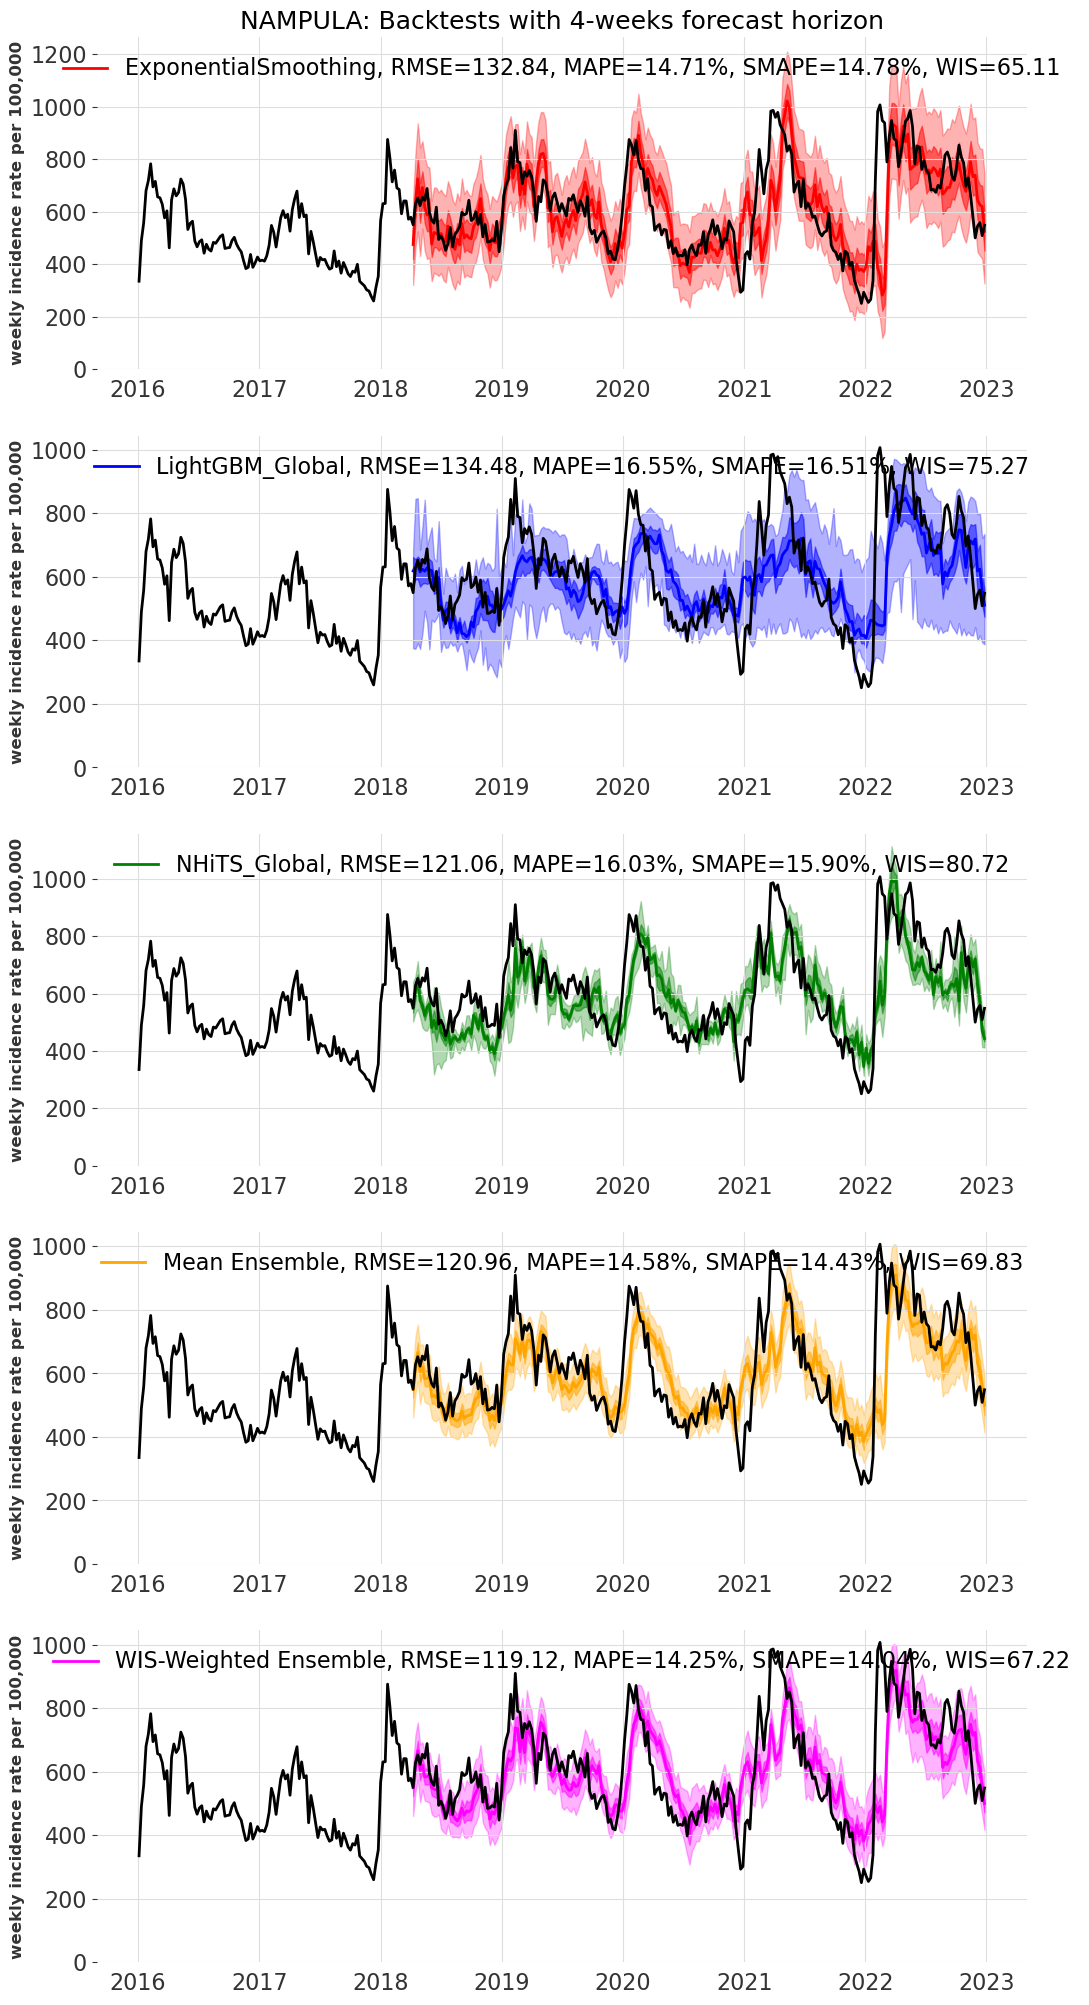 NAMPULA: Backtests with 4-weeks forecast horizon
weekly incidence rate per 100,000
1200
1000
800
600
400
200
0
ExponentialSmoothing, RMSE=132.84, MAPE=14.71%, SMAPE=14.78%, WIS=65.11
2016 2017 2018 2019 2020 2021 2022 2023
weekly incidence rate per 100,000
1000
800
600
400
200
0
LightGBM_Global, RMSE=134.48, MAPE=16.55%, SMAPE=16.51%, WIS=75.27
2016 2017 2018 2019 2020 2021 2022 2023
weekly incidence rate per 100,000
1000
800
600
400
200
0
NHiTS_Global, RMSE=121.06, MAPE=16.03%, SMAPE=15.90%, WIS=80.72
2016 2017 2018 2019 2020 2021 2022 2023
weekly incidence rate per 100,000
1000
800
600
400
200
0
Mean Ensemble, RMSE=120.96, MAPE=14.58%, SMAPE=14.43%, WIS=69.83
2016 2017 2018 2019 2020 2021 2022 2023
weekly incidence rate per 100,000
1000
800
600
400
200
0
WIS-Weighted Ensemble, RMSE=119.12, MAPE=14.25%, SMAPE=14.04%, WIS=67.22
2016 2017 2018 2019 2020 2021 2022 2023